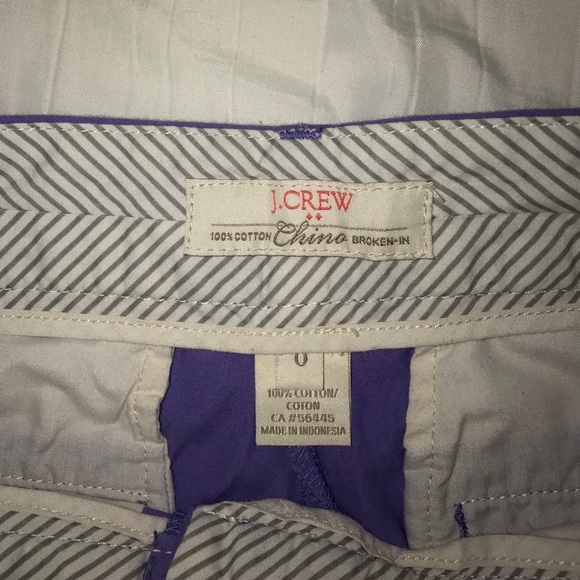 J.CREW
100% COTTON Chino BROKEN-IN
0
100% COTTON/
COTON
CA #56445
MADE IN INDONESIA